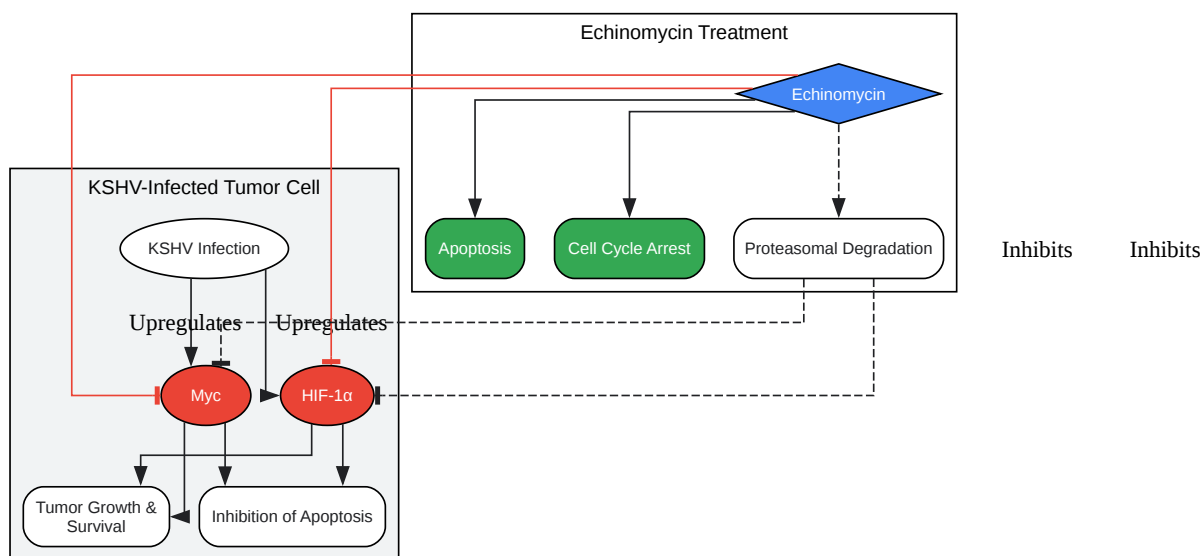 Echinomycin Treatment
Echinomycin
KSHV-Infected Tumor Cell
KSHV Infection
Apoptosis
Cell Cycle Arrest
Proteasomal Degradation
Inhibits
Inhibits
Upregulates
Upregulates
Myc
HIF-1α
Tumor Growth &
Survival
Inhibition of Apoptosis